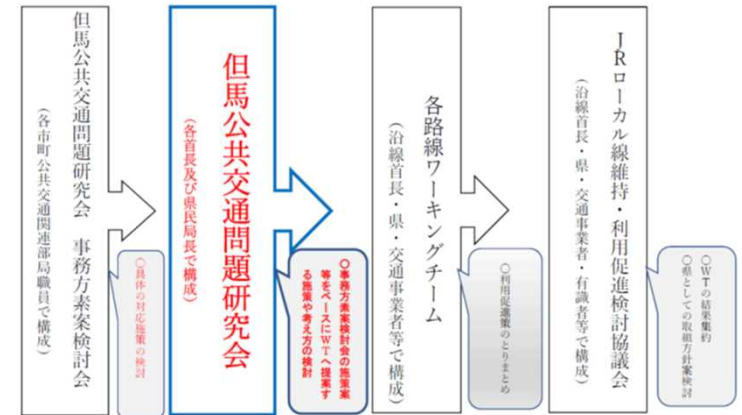 但馬公共交通問題研究会 事務方素案検討会
(各市町公共交通関連部局職員で構成)
〇具体の対応施策の検討
但馬公共交通問題研究会
(各首長及び県民局長で構成)
〇事務方素案検討会の施策案
等をベースにWTへ提案す
る施策や考え方の検討
各路線ワーキングチーム
(沿線首長・県・交通事業者等で構成)
〇利用促進策のとりまとめ
JRローカル線維持・利用促進検討協議会
(沿線首長・県・交通事業者・有識者等で構成)
〇WTの結果集約
〇県としての取組方針案検討